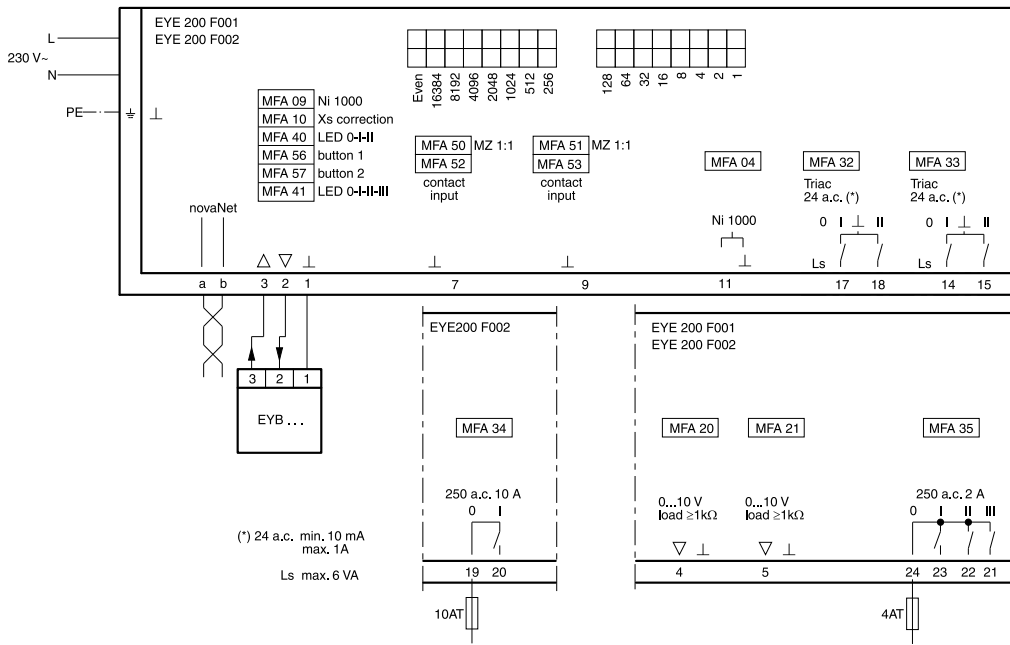 EYE 200 F001
EYE 200 F002
L
230 V~
N
PE
Even 16384 8192 4096 2048 1024 512 256
128 64 32 16 8 4 2 1
MFA 09 Ni 1000
MFA 10 Xs correction
MFA 40 LED 0-I-II
MFA 56 button 1
MFA 57 button 2
MFA 41 LED 0-I-II-III
MFA 50 MZ 1:1
MFA 52
contact
input
MFA 51 MZ 1:1
MFA 53
contact
input
MFA 04
Ni 1000
MFA 32
Triac
24 a.c. (*)
0 I ⊥ II
Ls
MFA 33
Triac
24 a.c. (*)
0 I ⊥ II
Ls
novaNet
a b 3 2 1 7 9 11 17 18 14 15
3 2 1
EYB ...
EYE200 F002
MFA 34
250 a.c. 10 A
0 I
19 20
10AT
EYE 200 F001
EYE 200 F002
MFA 20
0...10 V
load ≥1kΩ
4
MFA 21
0...10 V
load ≥1kΩ
5
MFA 35
250 a.c. 2 A
0 I II III
24 23 22 21
4AT
(*) 24 a.c. min. 10 mA
max. 1A
Ls max. 6 VA